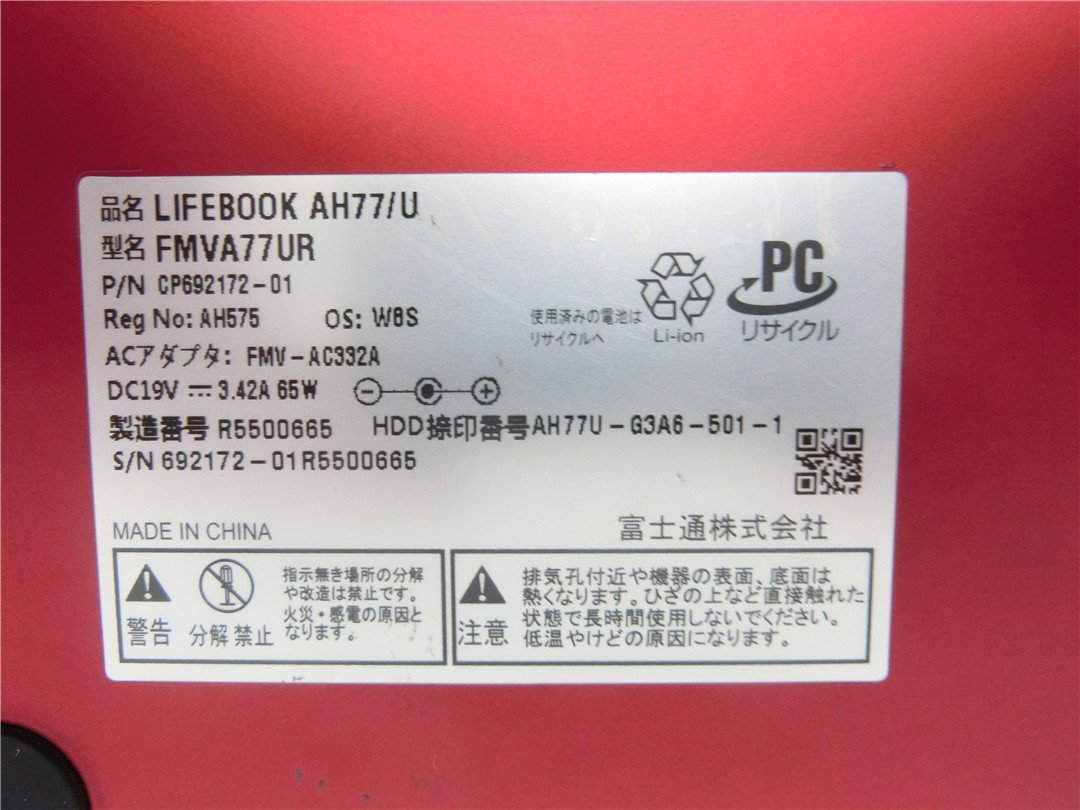 品名 LIFEBOOK AH77/U
型名 FMVA77UR
P/N CP692172-01
Reg No: AH575 OS: W8S
使用済みの電池は
リサイクルへ
Li-ion
PC
リサイクル
ACアダプタ: FMV-AC332A
DC19V ⎓ 3.42A 65W
製造番号 R5500665 HDD捺印番号AH77U-G3A6-501-1
S/N 692172-01R5500665
MADE IN CHINA
富士通株式会社
警告
分解禁止
指示無き場所の分解
や改造は禁止です。
火災・感電の原因と
なります。
注意
排気孔付近や機器の表面、底面は
熱くなります。ひざの上など直接触れた
状態で長時間使用しないでください。
低温やけどの原因になります。